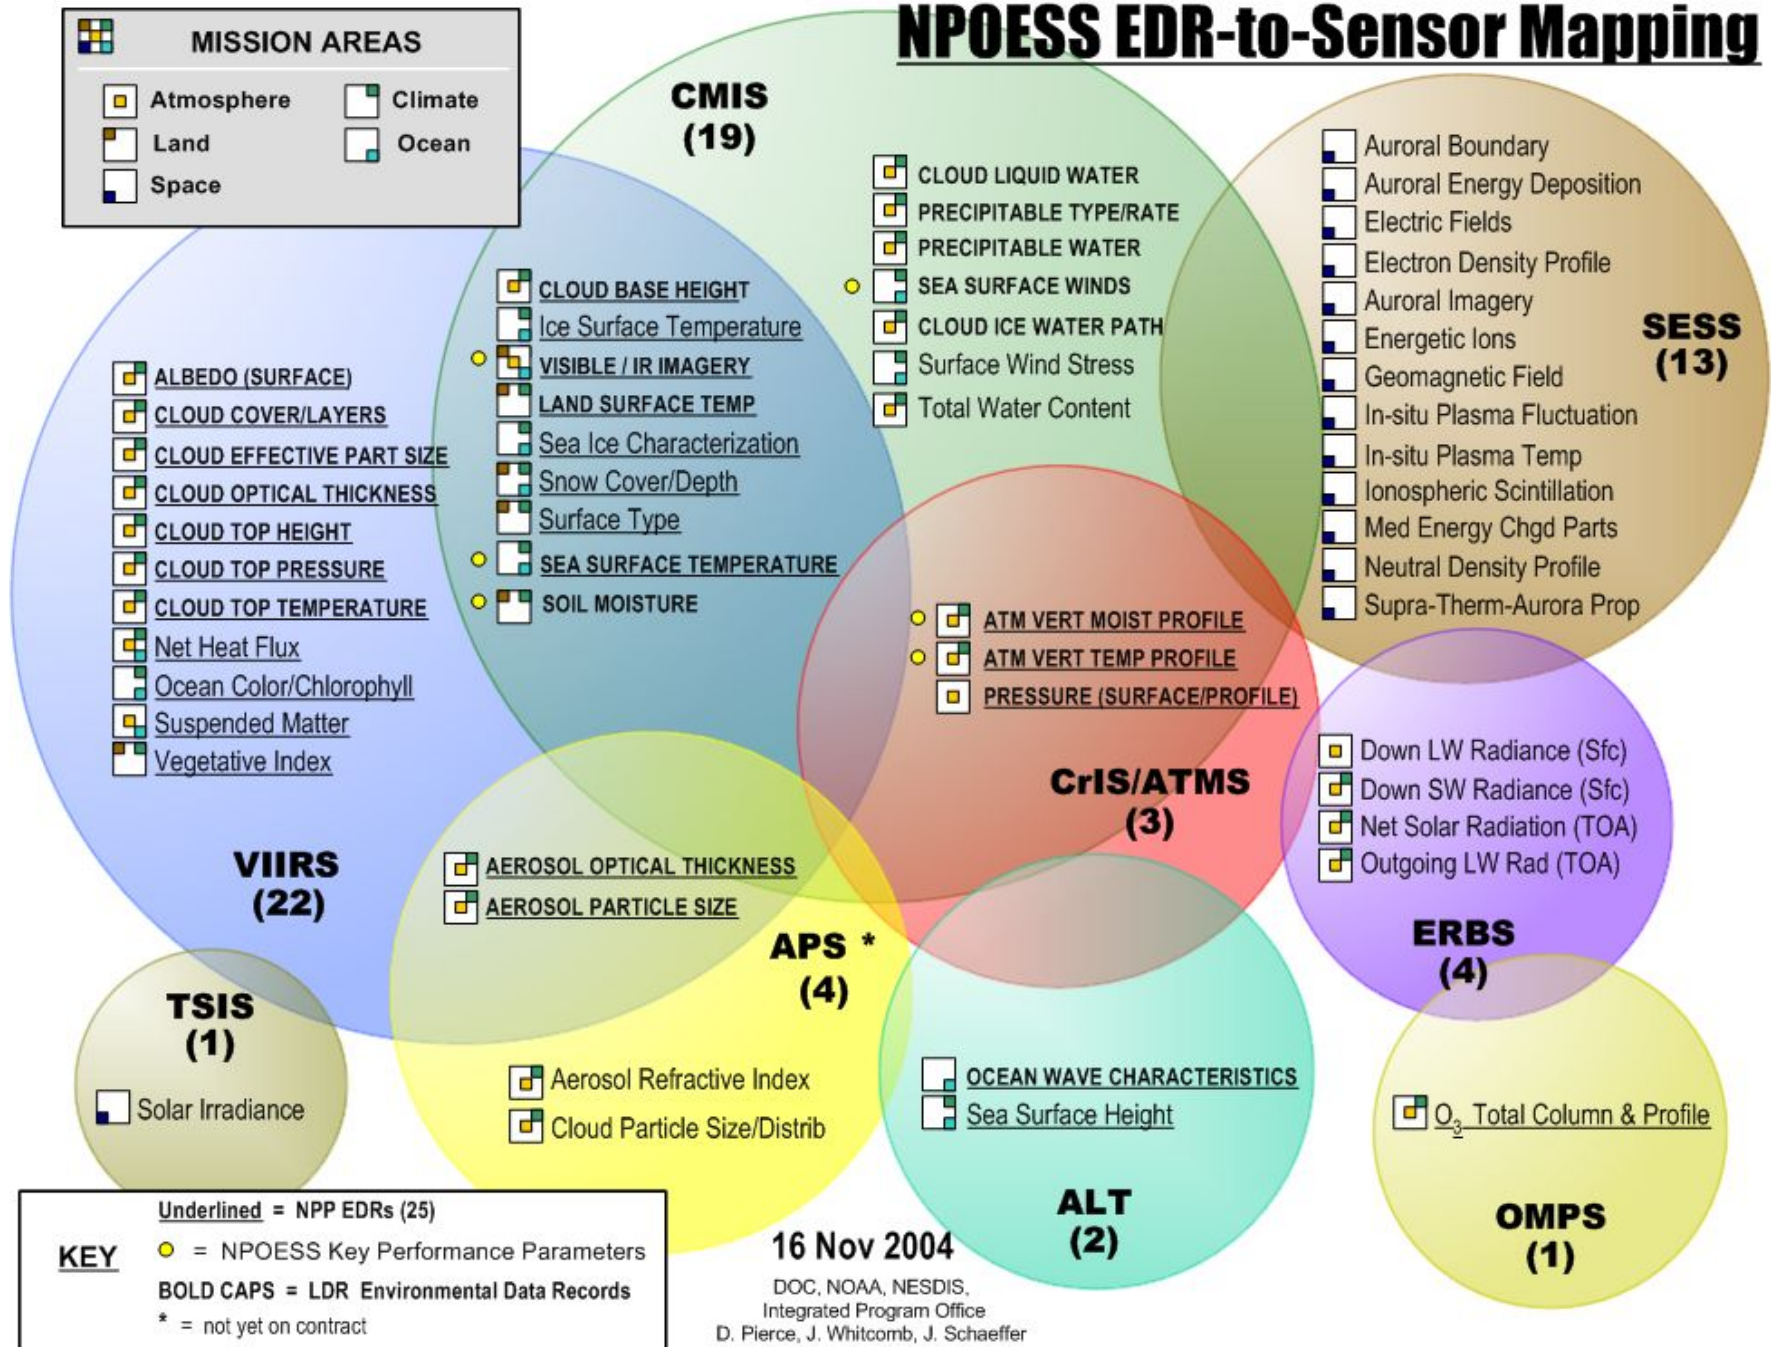 NPOESS EDR-to-Sensor Mapping
MISSION AREAS
Atmosphere
Climate
Land
Ocean
Space
CMIS
(19)
CLOUD LIQUID WATER
PRECIPITABLE TYPE/RATE
PRECIPITABLE WATER
SEA SURFACE WINDS
CLOUD ICE WATER PATH
Surface Wind Stress
Total Water Content
Auroral Boundary
Auroral Energy Deposition
Electric Fields
Electron Density Profile
Auroral Imagery
Energetic Ions
Geomagnetic Field
In-situ Plasma Fluctuation
In-situ Plasma Temp
Ionospheric Scintillation
Med Energy Chgd Parts
Neutral Density Profile
Supra-Therm-Aurora Prop
SESS
(13)
CLOUD BASE HEIGHT
Ice Surface Temperature
VISIBLE / IR IMAGERY
LAND SURFACE TEMP
Sea Ice Characterization
Snow Cover/Depth
Surface Type
SEA SURFACE TEMPERATURE
SOIL MOISTURE
ALBEDO (SURFACE)
CLOUD COVER/LAYERS
CLOUD EFFECTIVE PART SIZE
CLOUD OPTICAL THICKNESS
CLOUD TOP HEIGHT
CLOUD TOP PRESSURE
CLOUD TOP TEMPERATURE
Net Heat Flux
Ocean Color/Chlorophyll
Suspended Matter
Vegetative Index
VIIRS
(22)
ATM VERT MOIST PROFILE
ATM VERT TEMP PROFILE
PRESSURE (SURFACE/PROFILE)
CrIS/ATMS
(3)
Down LW Radiance (Sfc)
Down SW Radiance (Sfc)
Net Solar Radiation (TOA)
Outgoing LW Rad (TOA)
ERBS
(4)
AEROSOL OPTICAL THICKNESS
AEROSOL PARTICLE SIZE
APS *
(4)
Aerosol Refractive Index
Cloud Particle Size/Distrib
TSIS
(1)
Solar Irradiance
OCEAN WAVE CHARACTERISTICS
Sea Surface Height
ALT
(2)
O3 Total Column & Profile
OMPS
(1)
KEY
Underlined = NPP EDRs (25)
= NPOESS Key Performance Parameters
BOLD CAPS = LDR Environmental Data Records
* = not yet on contract
16 Nov 2004
DOC, NOAA, NESDIS,
Integrated Program Office
D. Pierce, J. Whitcomb, J. Schaeffer